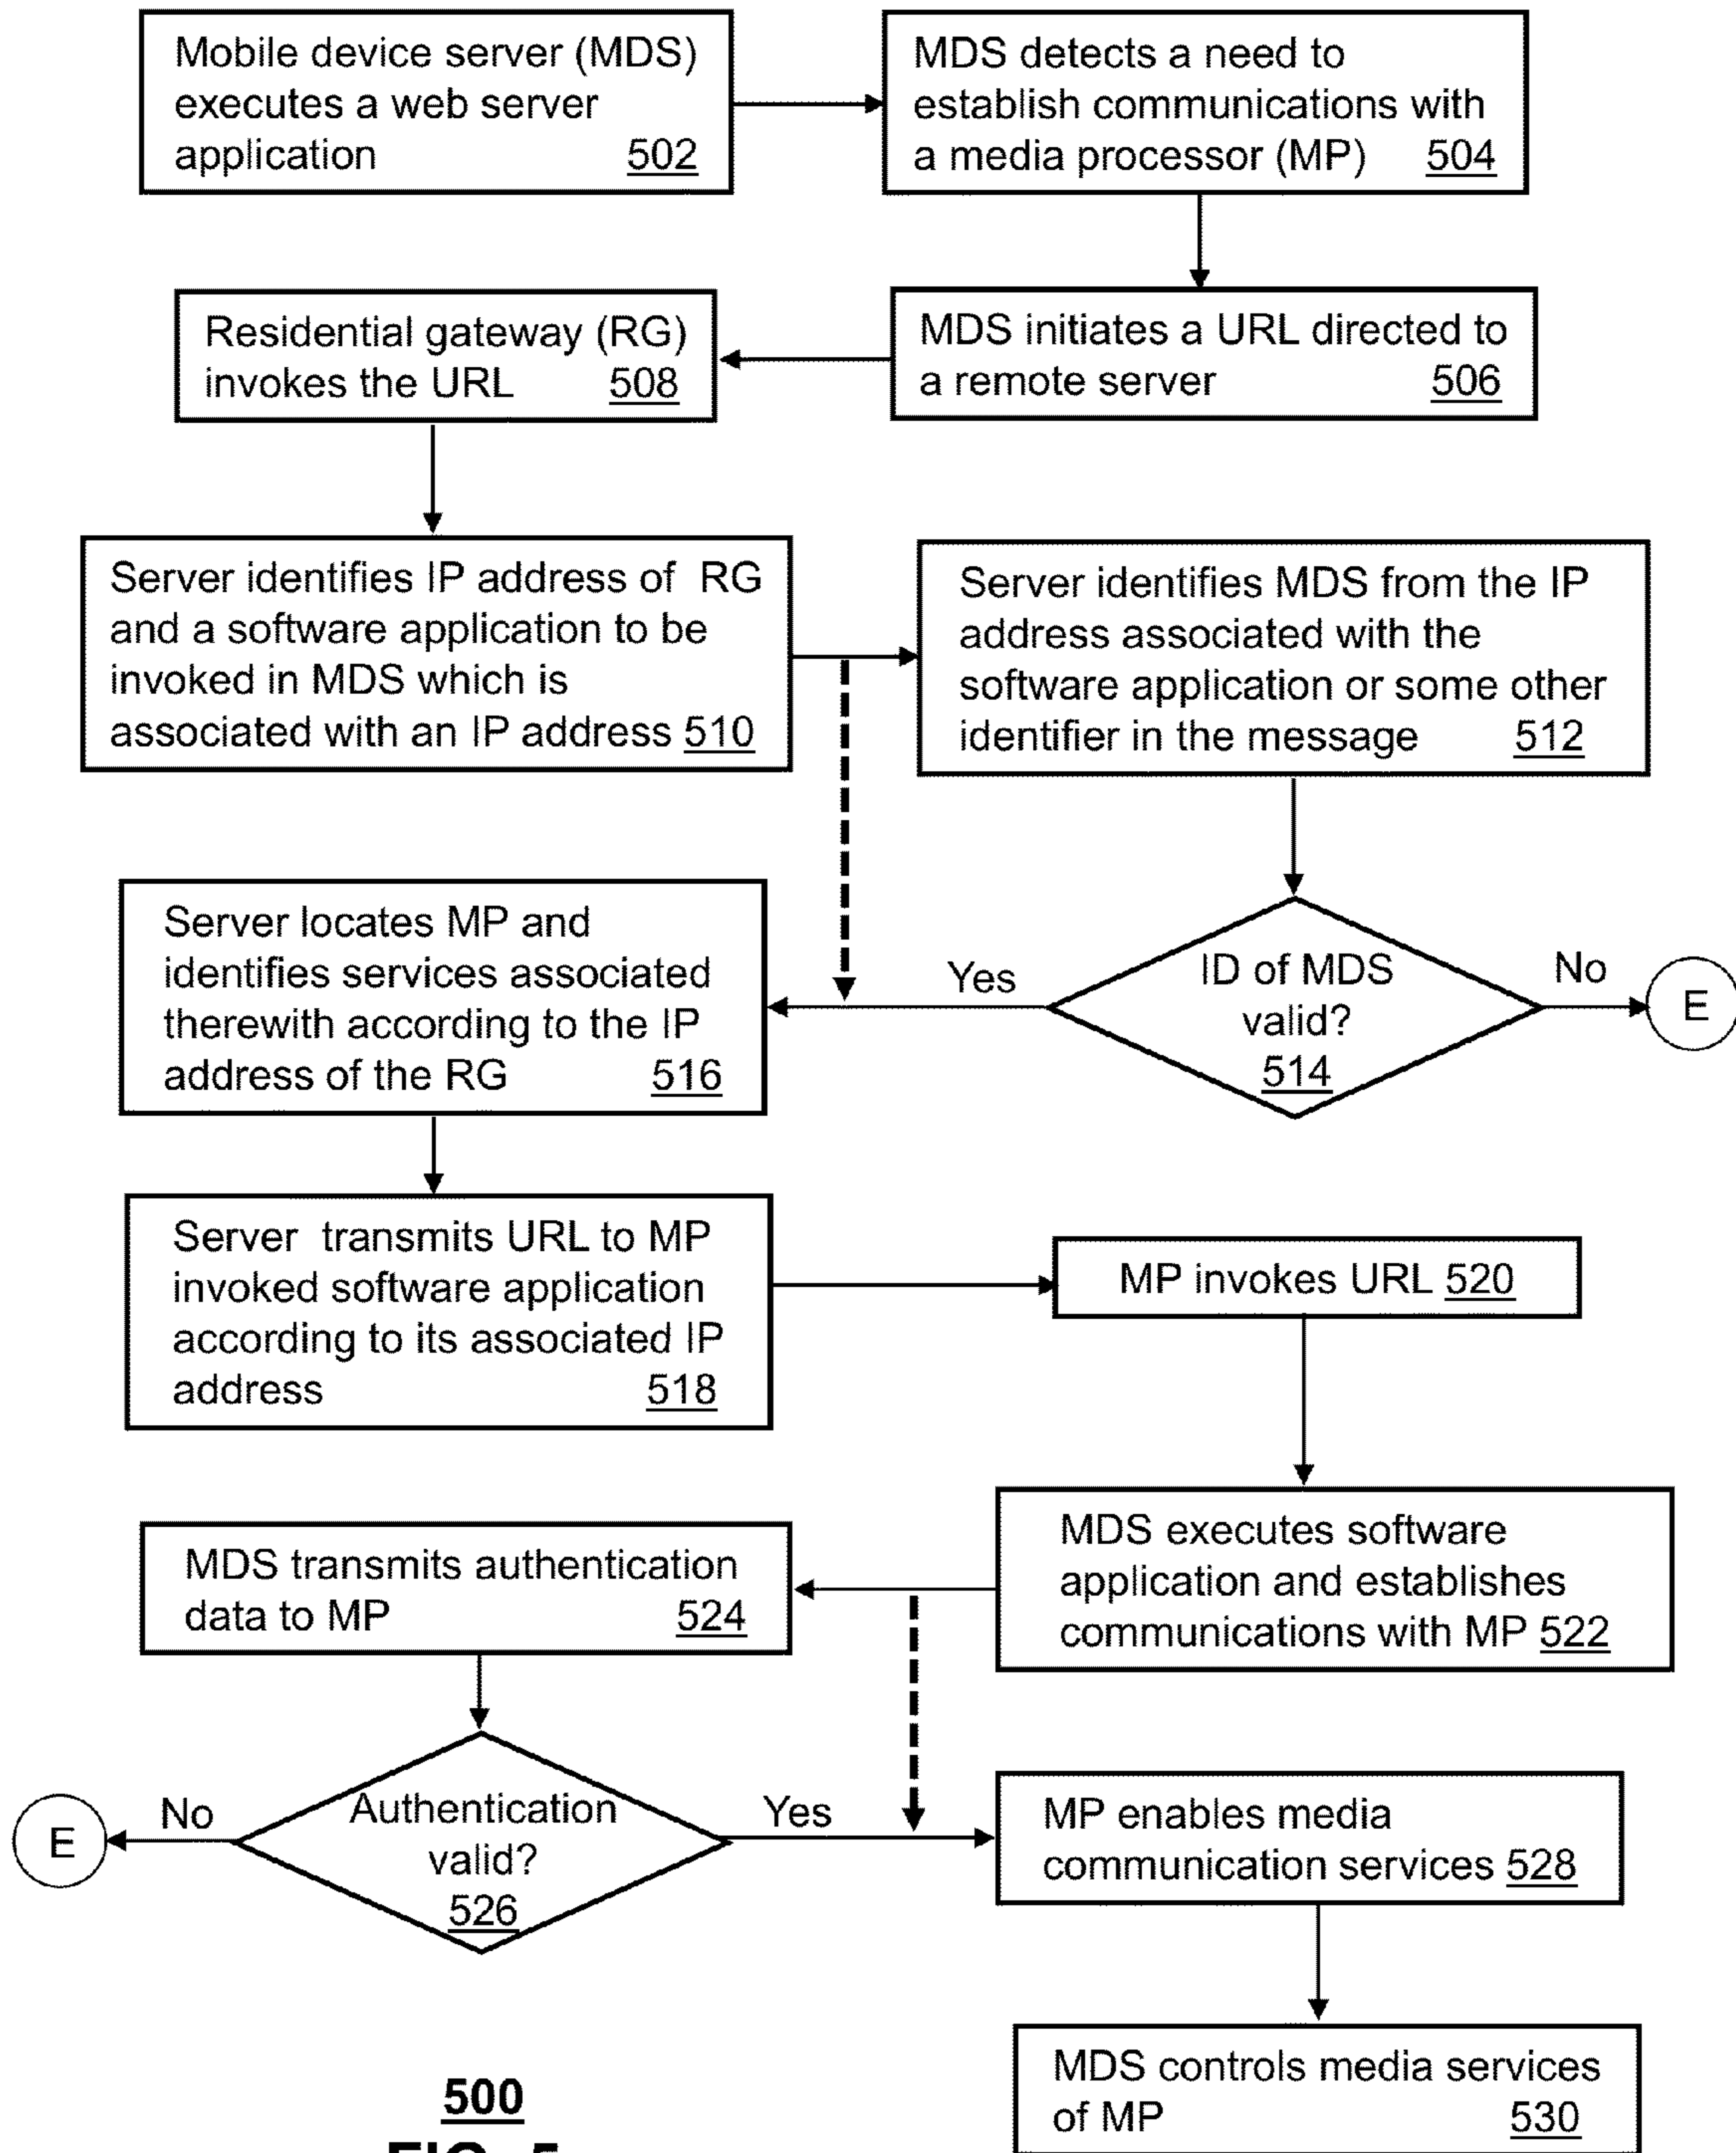 Mobile device server (MDS)
executes a web server
application 502
MDS detects a need to
establish communications with
a media processor (MP) 504
Residential gateway (RG)
invokes the URL 508
MDS initiates a URL directed to
a remote server 506
Server identifies IP address of RG
and a software application to be
invoked in MDS which is
associated with an IP address 510
Server identifies MDS from the IP
address associated with the
software application or some other
identifier in the message 512
Server locates MP and
identifies services associated
therewith according to the IP
address of the RG 516
Yes
ID of MDS
valid?
514
No
E
Server transmits URL to MP
invoked software application
according to its associated IP
address 518
MP invokes URL 520
MDS transmits authentication
data to MP 524
MDS executes software
application and establishes
communications with MP 522
E
No
Authentication
valid?
526
Yes
MP enables media
communication services 528
MDS controls media services
of MP 530
500
FIG. 5